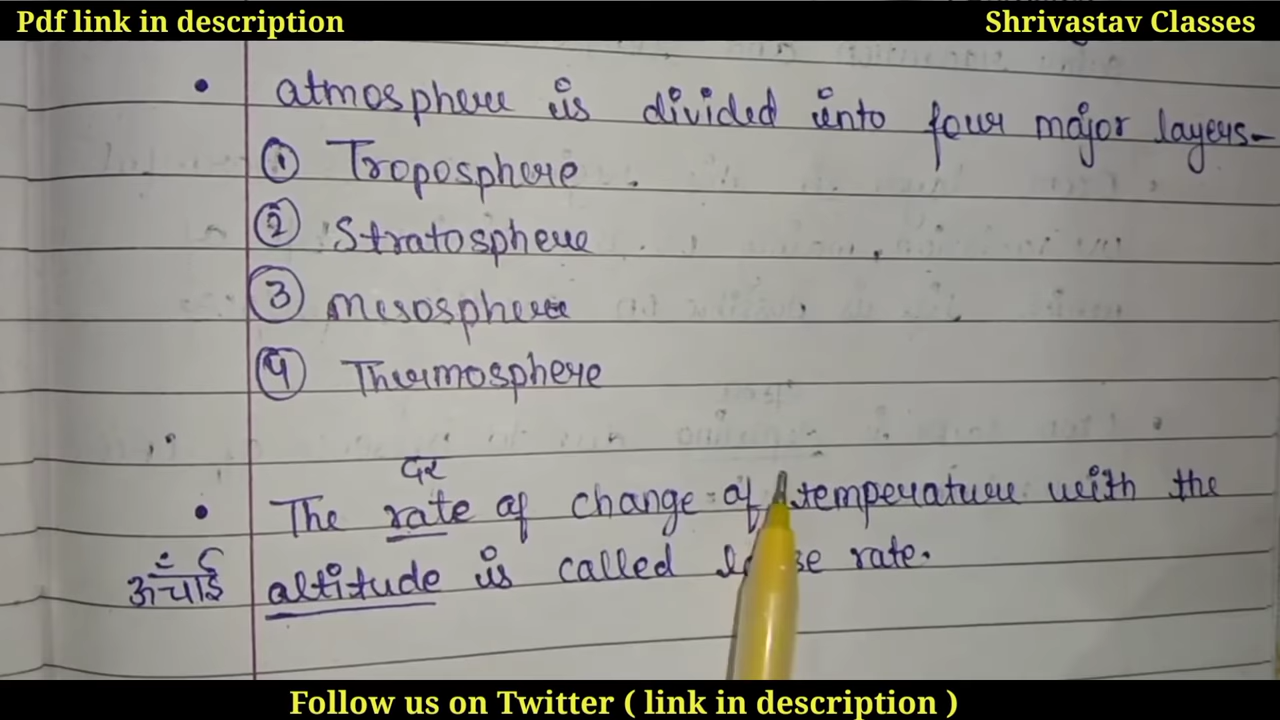 Pdf link in description
Shrivastav Classes
• atmosphere is divided into four major layers-
① Troposphere
② Stratosphere
③ Mesosphere
④ Thermosphere
दर
• The rate of change of temperature with the
ऊँचाई altitude is called rate.
Follow us on Twitter ( link in description )